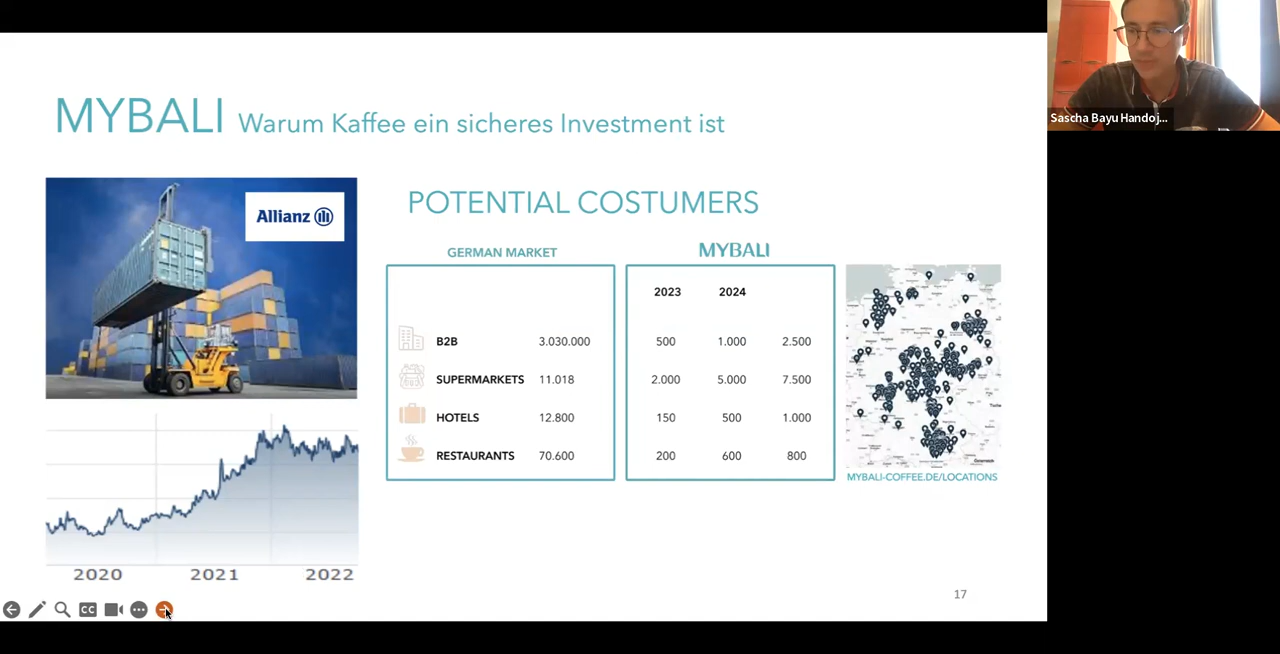 Sascha Bayu Handoj...
MYBALI Warum Kaffee ein sicheres Investment ist
Allianz
POTENTIAL COSTUMERS
GERMAN MARKET
MYBALI
2023 2024
B2B 3.030.000 500 1.000 2.500
SUPERMARKETS 11.018 2.000 5.000 7.500
HOTELS 12.800 150 500 1.000
RESTAURANTS 70.600 200 600 800
MYBALI-COFFEE.DE/LOCATIONS
2020 2021 2022
CC
17